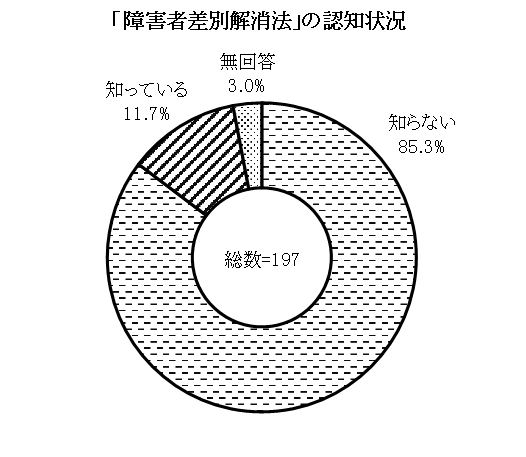 「障害者差別解消法」の認知状況
無回答
3.0%
知っている
11.7%
知らない
85.3%
総数=197